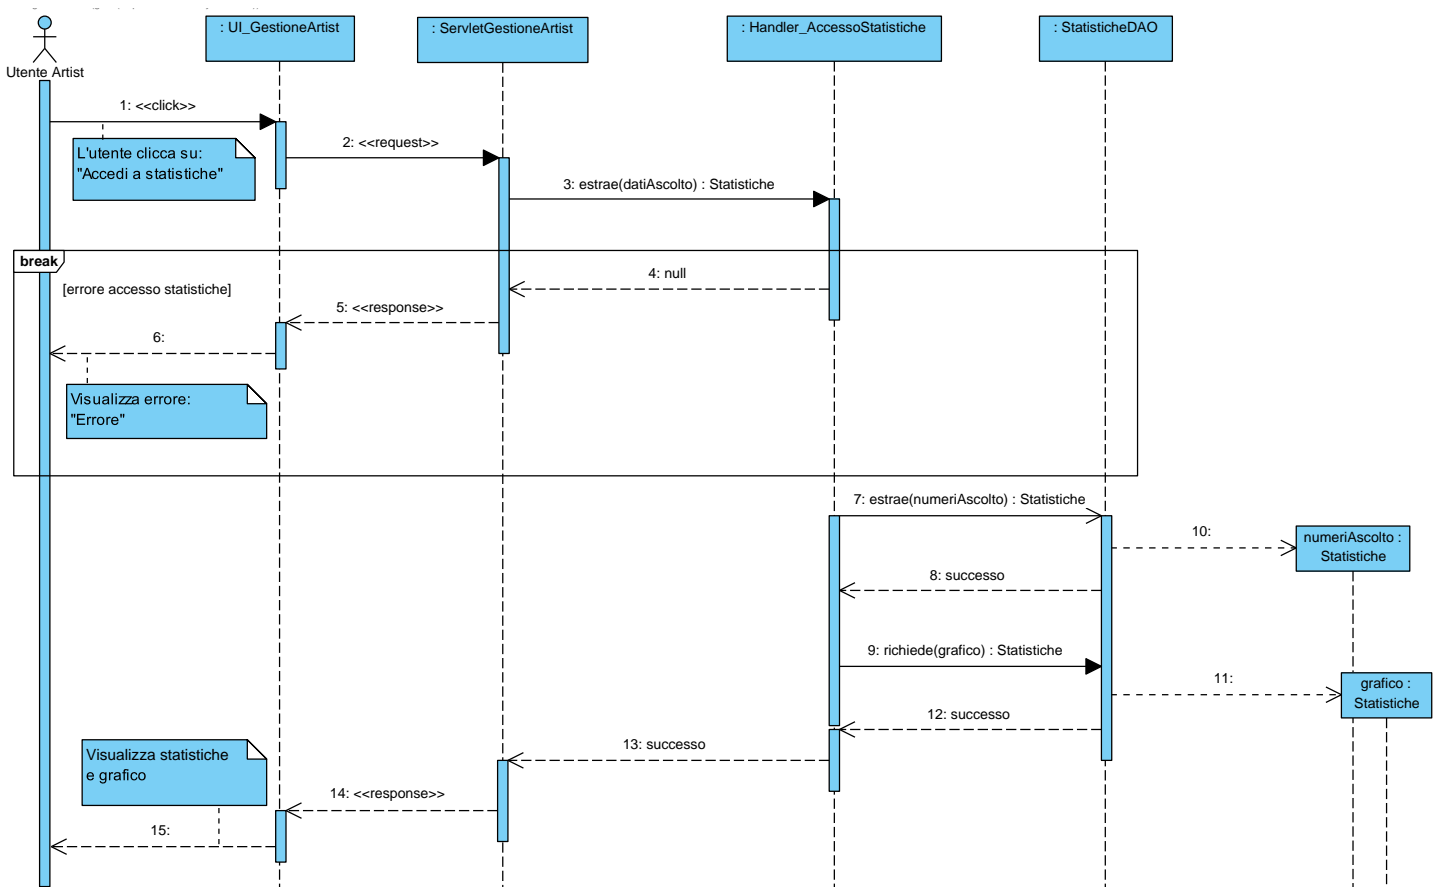 : UI_GestioneArtist
: ServletGestioneArtist
: Handler_AccessoStatistiche
: StatisticheDAO
Utente Artist
1: <<click>>
L'utente clicca su:
"Accedi a statistiche"
2: <<request>>
3: estrae(datiAscolto) : Statistiche
break
[errore accesso statistiche]
4: null
5: <<response>>
6:
Visualizza errore:
"Errore"
7: estrae(numeriAscolto) : Statistiche
10:
numeriAscolto :
Statistiche
8: successo
9: richiede(grafico) : Statistiche
11:
grafico :
Statistiche
12: successo
13: successo
Visualizza statistiche
e grafico
14: <<response>>
15: